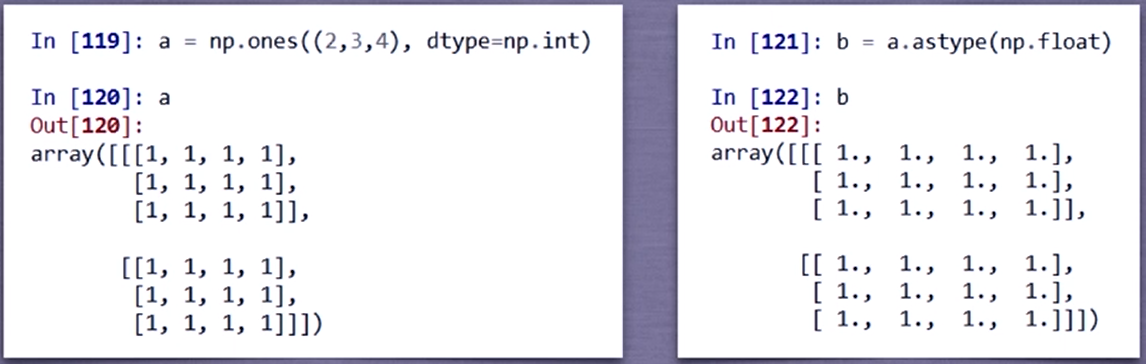 In [119]: a = np.ones((2,3,4), dtype=np.int)
In [120]: a
Out[120]:
array([[[1, 1, 1, 1],
        [1, 1, 1, 1],
        [1, 1, 1, 1]],
       [[1, 1, 1, 1],
        [1, 1, 1, 1],
        [1, 1, 1, 1]]])
In [121]: b = a.astype(np.float)
In [122]: b
Out[122]:
array([[[ 1.,  1.,  1.,  1.],
        [ 1.,  1.,  1.,  1.],
        [ 1.,  1.,  1.,  1.]],
       [[ 1.,  1.,  1.,  1.],
        [ 1.,  1.,  1.,  1.],
        [ 1.,  1.,  1.,  1.]]])